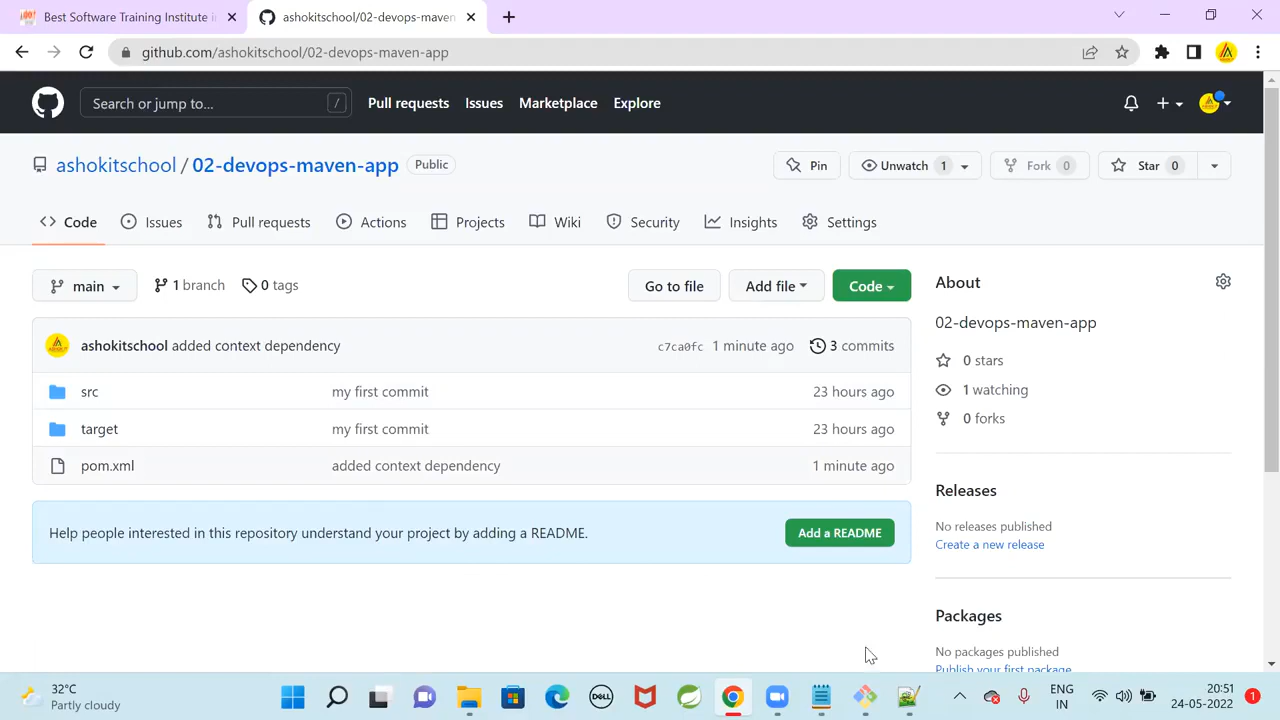 Best Software Training Institute i
ashokitschool/02-devops-maven
github.com/ashokitschool/02-devops-maven-app
Search or jump to...
/
Pull requests
Issues
Marketplace
Explore
ashokitschool / 02-devops-maven-app
Public
Pin
Unwatch 1
Fork 0
Star 0
Code
Issues
Pull requests
Actions
Projects
Wiki
Security
Insights
Settings
main
1 branch
0 tags
Go to file
Add file
Code
About
02-devops-maven-app
ashokitschool added context dependency
c7ca0fc 1 minute ago
3 commits
src my first commit 23 hours ago
target my first commit 23 hours ago
pom.xml added context dependency 1 minute ago
Help people interested in this repository understand your project by adding a README.
Add a README
0 stars
1 watching
0 forks
Releases
No releases published
Create a new release
Packages
No packages published
Publish your first package
32°C
Partly cloudy
DELL
ENG
IN
20:51
24-05-2022
1